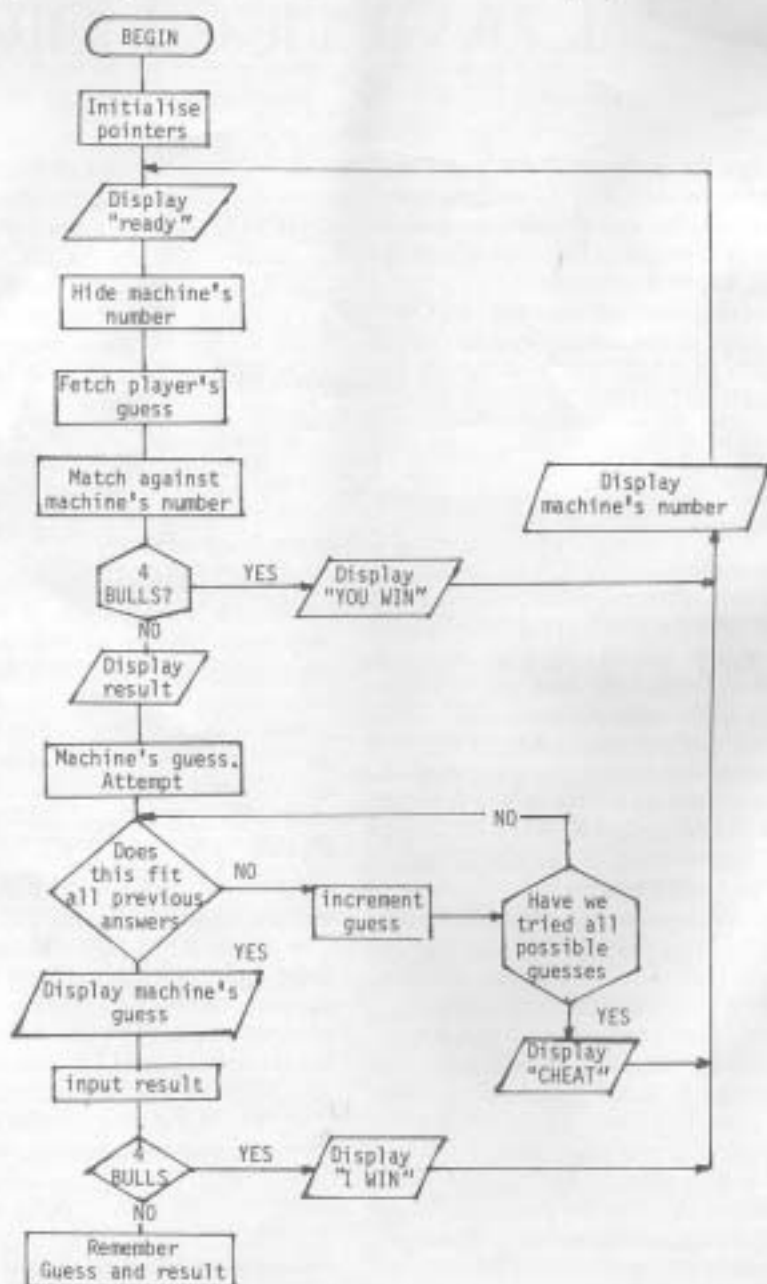 BEGIN
Initialise
pointers
Display
"ready"
Hide machine's
number
Fetch player's
guess
Match against
machine's number
Display
machine's number
4
BULLS?
YES
Display
"YOU WIN"
NO
Display
result
Machine's guess.
Attempt
NO
Does
this fit
all previous
answers
NO
increment
guess
Have we
tried all
possible
guesses
YES
Display machine's
guess
YES
Display
"CHEAT"
input result
4
BULLS
YES
Display
"I WIN"
NO
Remember
Guess and result